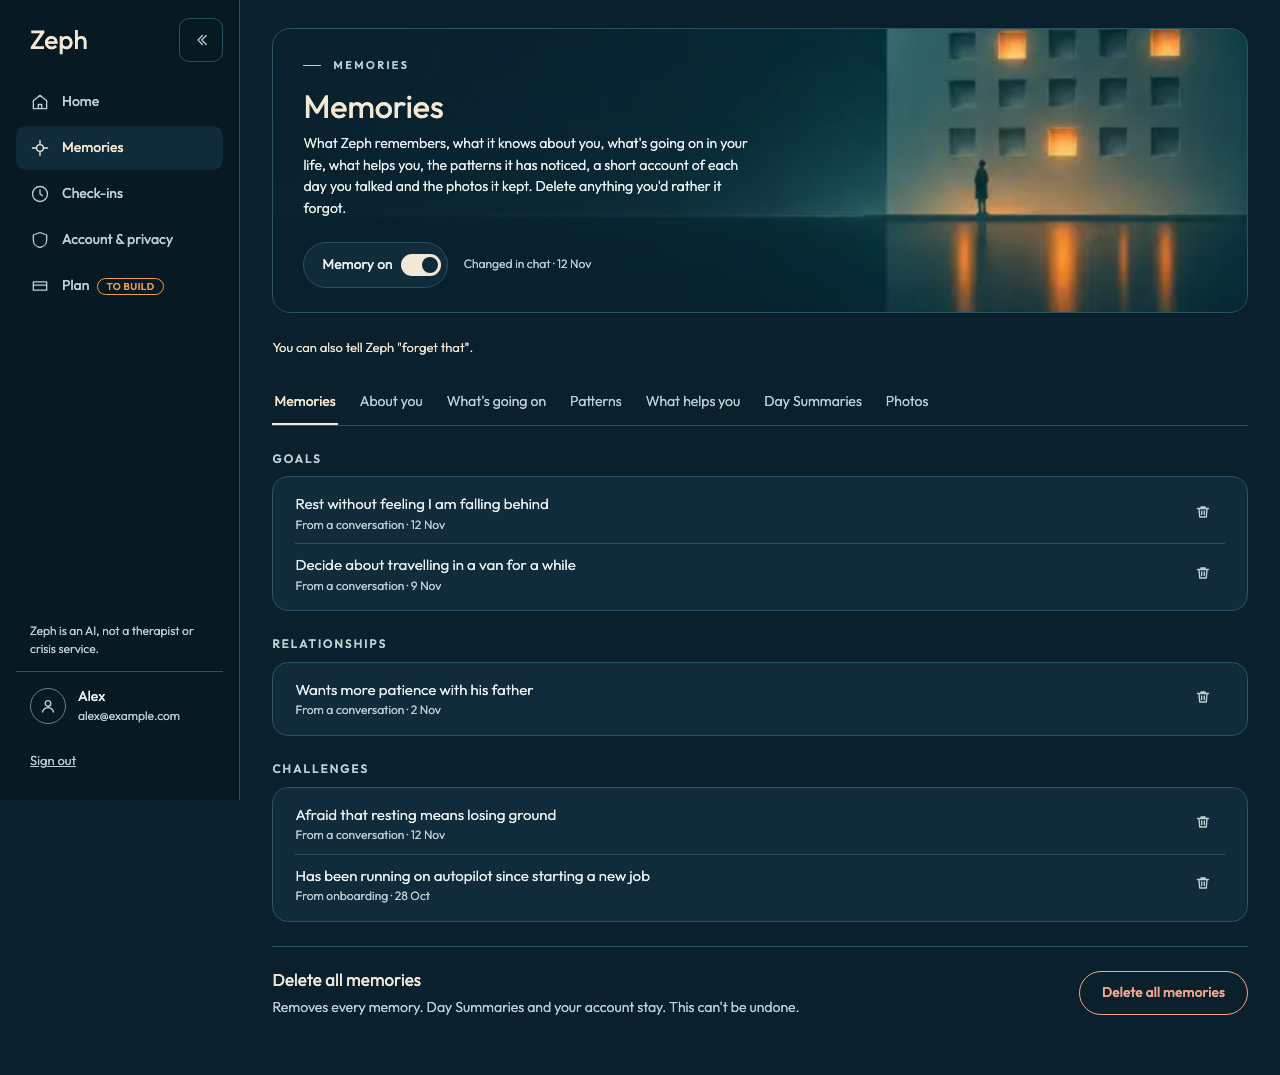 Zeph
Home
Memories
Check-ins
Account & privacy
Plan TO BUILD
Zeph is an AI, not a therapist or
crisis service.
Alex
alex@example.com
Sign out
MEMORIES
Memories
What Zeph remembers, what it knows about you, what's going on in your
life, what helps you, the patterns it has noticed, a short account of each
day you talked and the photos it kept. Delete anything you'd rather it
forgot.
Memory on
Changed in chat · 12 Nov
You can also tell Zeph "forget that".
Memories About you What's going on Patterns What helps you Day Summaries Photos
GOALS
Rest without feeling I am falling behind
From a conversation · 12 Nov
Decide about travelling in a van for a while
From a conversation · 9 Nov
RELATIONSHIPS
Wants more patience with his father
From a conversation · 2 Nov
CHALLENGES
Afraid that resting means losing ground
From a conversation · 12 Nov
Has been running on autopilot since starting a new job
From onboarding · 28 Oct
Delete all memories
Removes every memory. Day Summaries and your account stay. This can't be undone.
Delete all memories